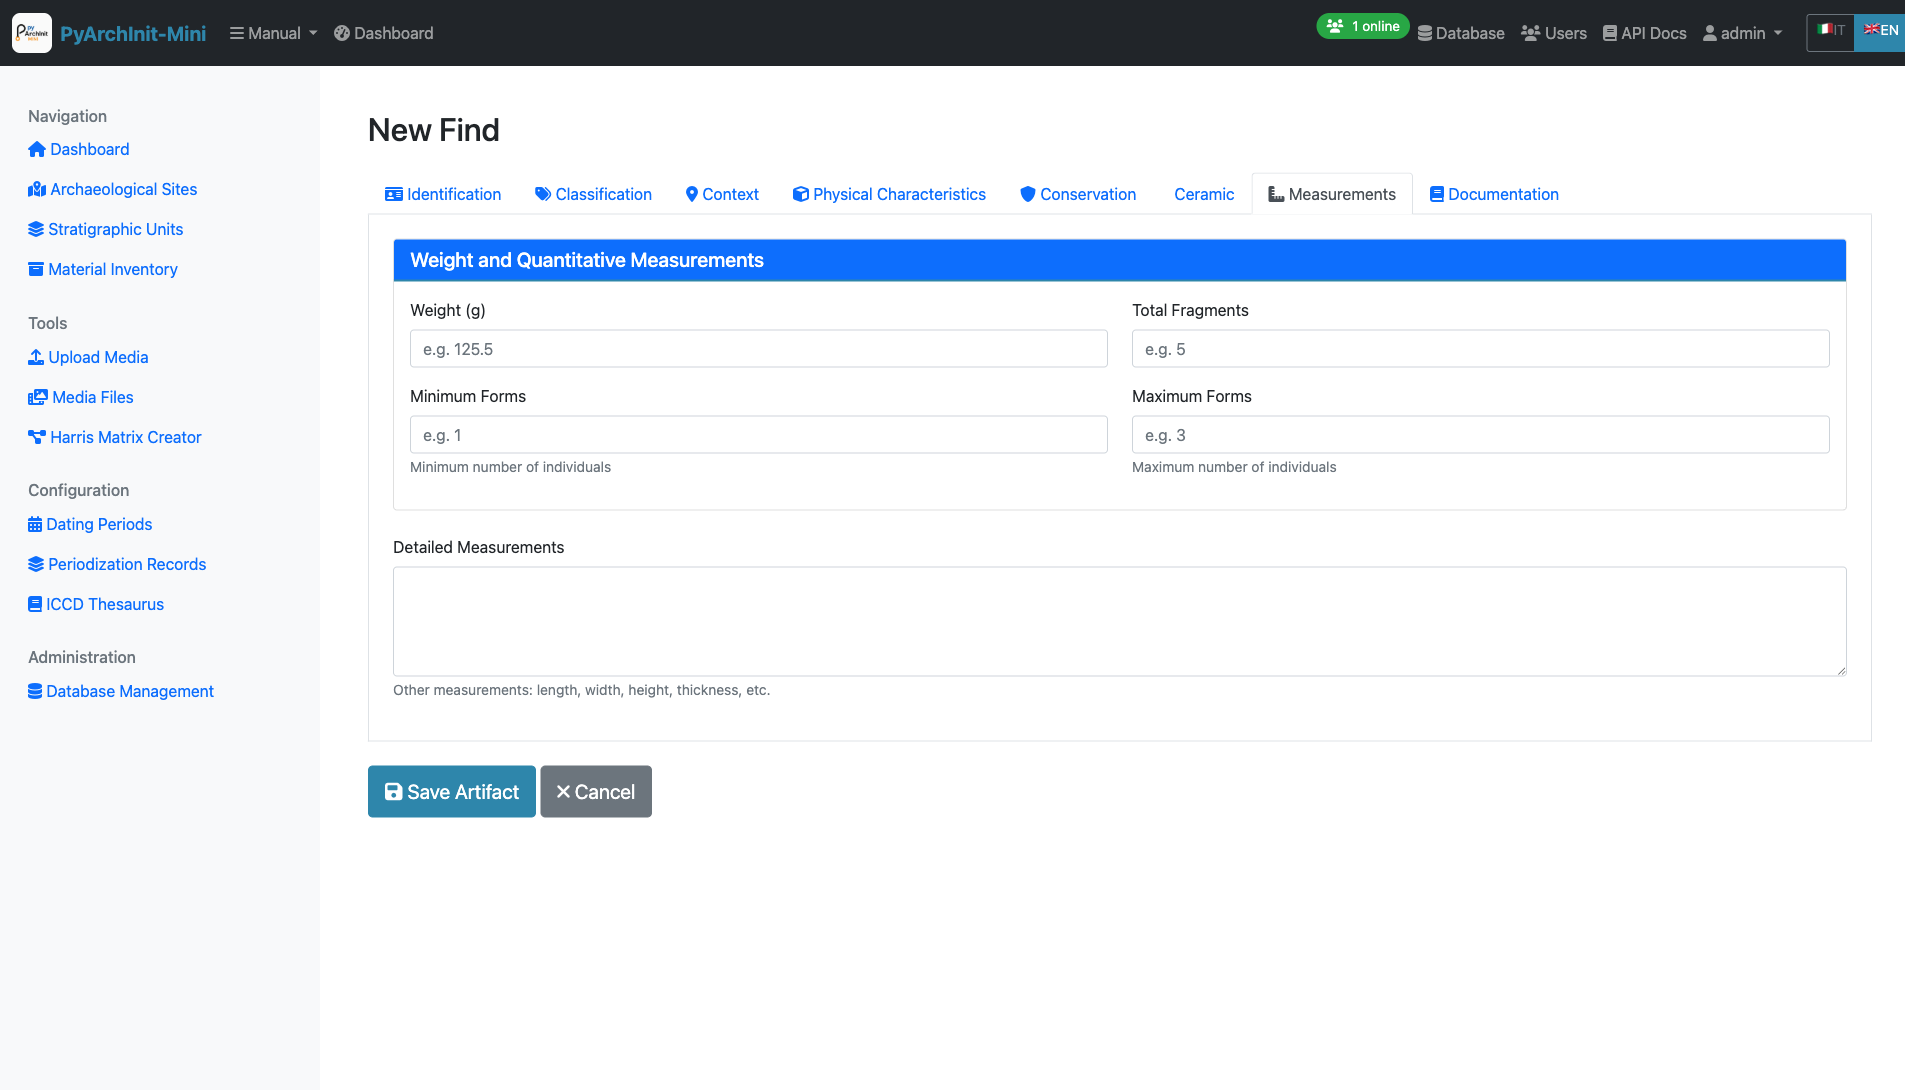 py ArchInit MINI
PyArchInit-Mini
Manual
Dashboard
1 online
Database
Users
API Docs
admin
IT
EN
Navigation
Dashboard
Archaeological Sites
Stratigraphic Units
Material Inventory
Tools
Upload Media
Media Files
Harris Matrix Creator
Configuration
Dating Periods
Periodization Records
ICCD Thesaurus
Administration
Database Management
New Find
Identification
Classification
Context
Physical Characteristics
Conservation
Ceramic
Measurements
Documentation
Weight and Quantitative Measurements
Weight (g)
Total Fragments
e.g. 125.5
e.g. 5
Minimum Forms
Maximum Forms
e.g. 1
e.g. 3
Minimum number of individuals
Maximum number of individuals
Detailed Measurements
Other measurements: length, width, height, thickness, etc.
Save Artifact
Cancel